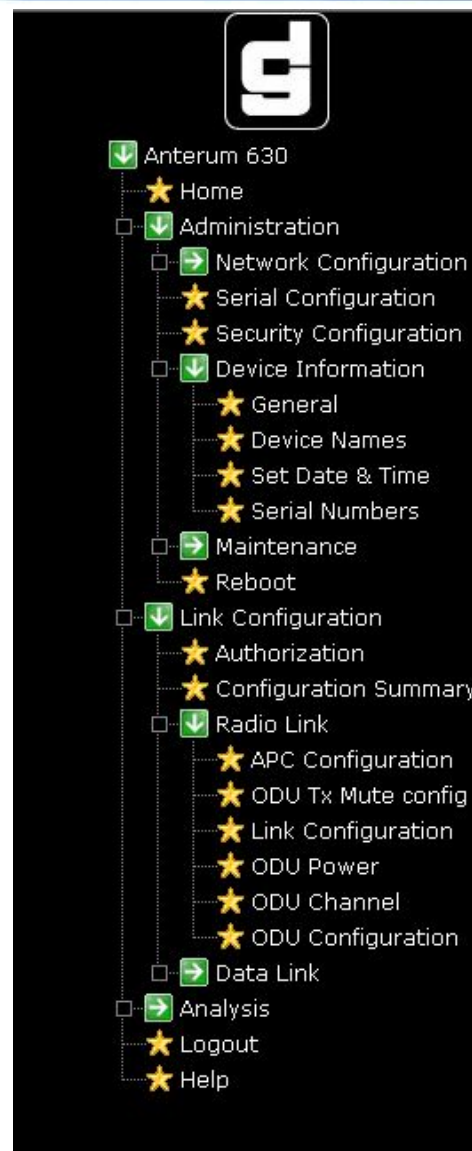 Anterum 630
Home
Administration
Network Configuration
Serial Configuration
Security Configuration
Device Information
General
Device Names
Set Date & Time
Serial Numbers
Maintenance
Reboot
Link Configuration
Authorization
Configuration Summary
Radio Link
APC Configuration
ODU Tx Mute config
Link Configuration
ODU Power
ODU Channel
ODU Configuration
Data Link
Analysis
Logout
Help